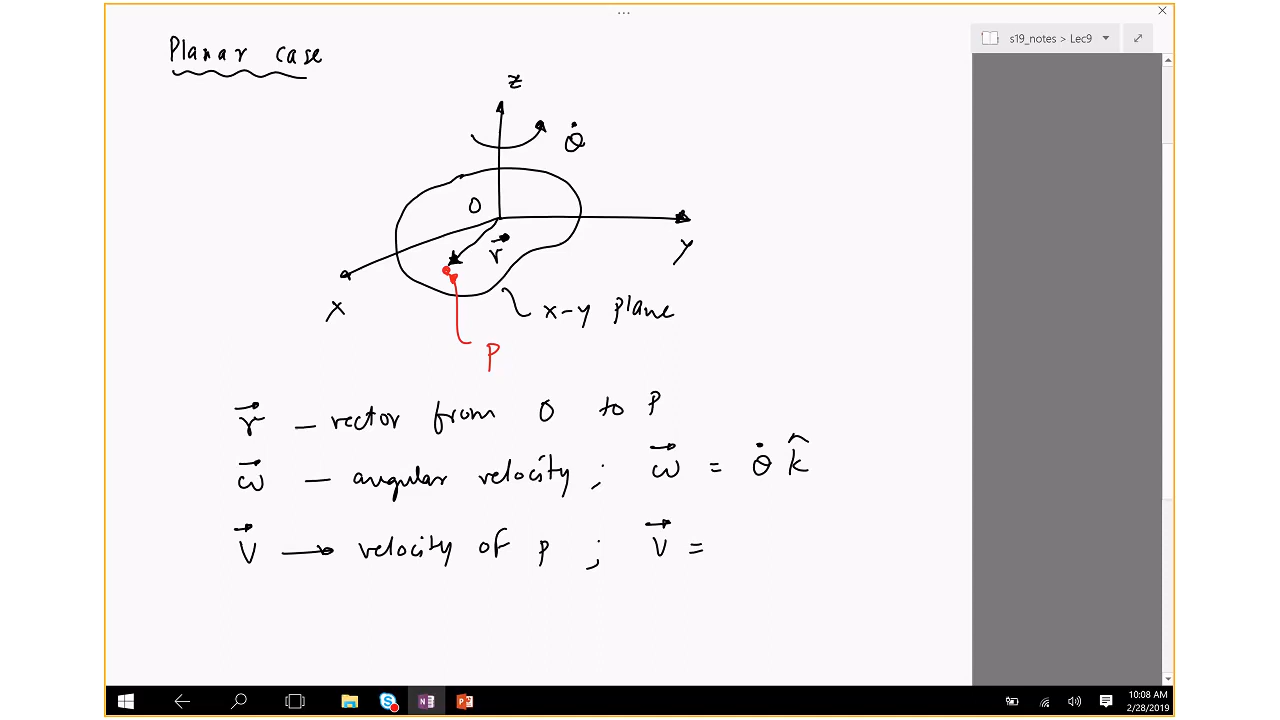 ...
s19_notes > Lec9
Planar case
z
θ̇
O
r⃗
y
x
x-y plane
P
r⃗ – vector from O to P
ω⃗ – angular velocity ; ω⃗ = θ̇ k̂
V⃗ → velocity of p ; V⃗ =
N
P
10:08 AM
2/28/2019